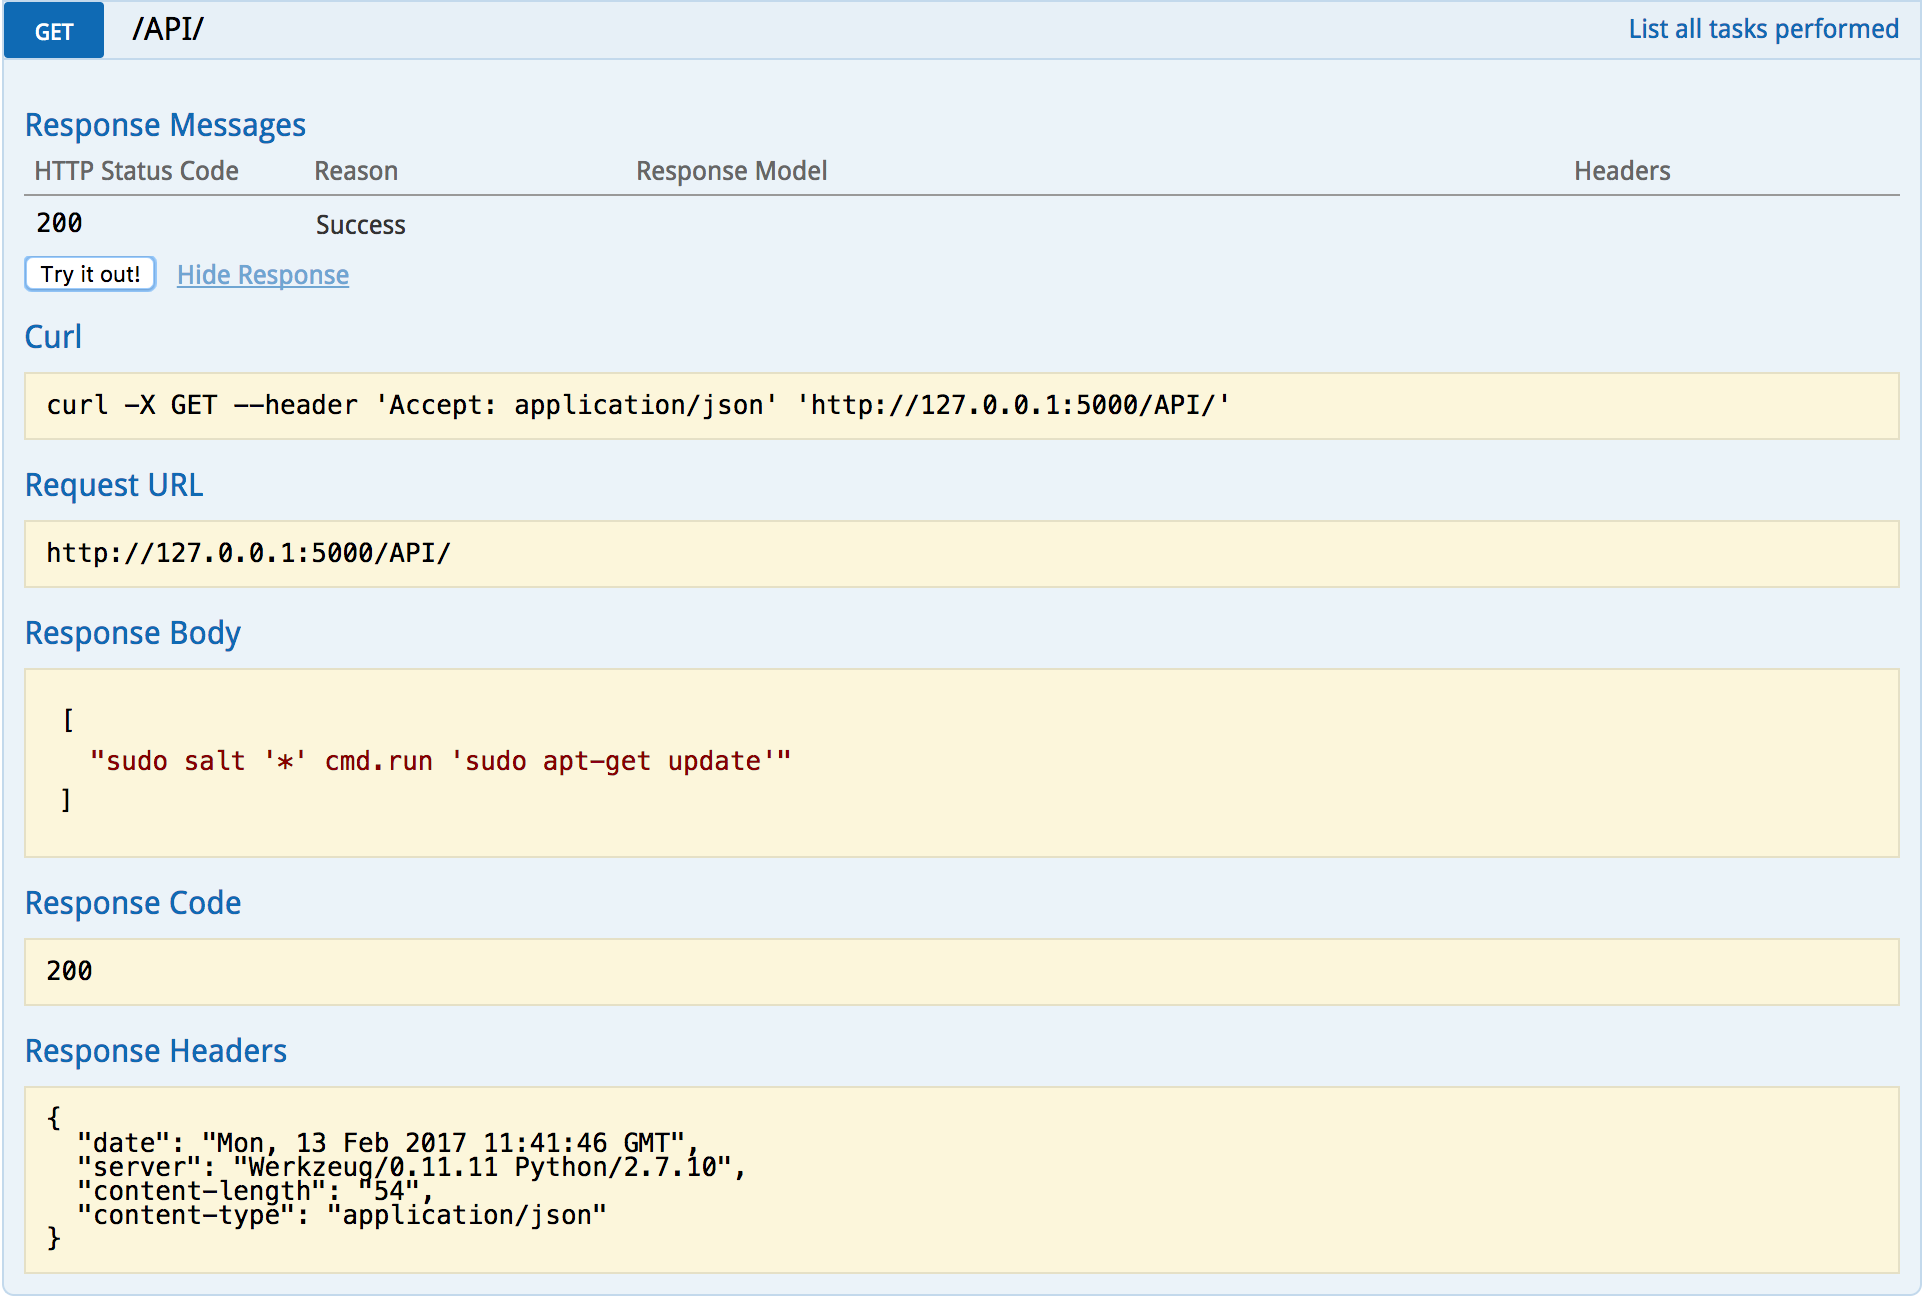 GET /API/ List all tasks performed
Response Messages
HTTP Status Code Reason Response Model Headers
200 Success
Try it out! Hide Response
Curl
curl -X GET --header 'Accept: application/json' 'http://127.0.0.1:5000/API/'
Request URL
http://127.0.0.1:5000/API/
Response Body
[
"sudo salt '*' cmd.run 'sudo apt-get update'"
]
Response Code
200
Response Headers
{
"date": "Mon, 13 Feb 2017 11:41:46 GMT",
"server": "Werkzeug/0.11.11 Python/2.7.10",
"content-length": "54",
"content-type": "application/json"
}